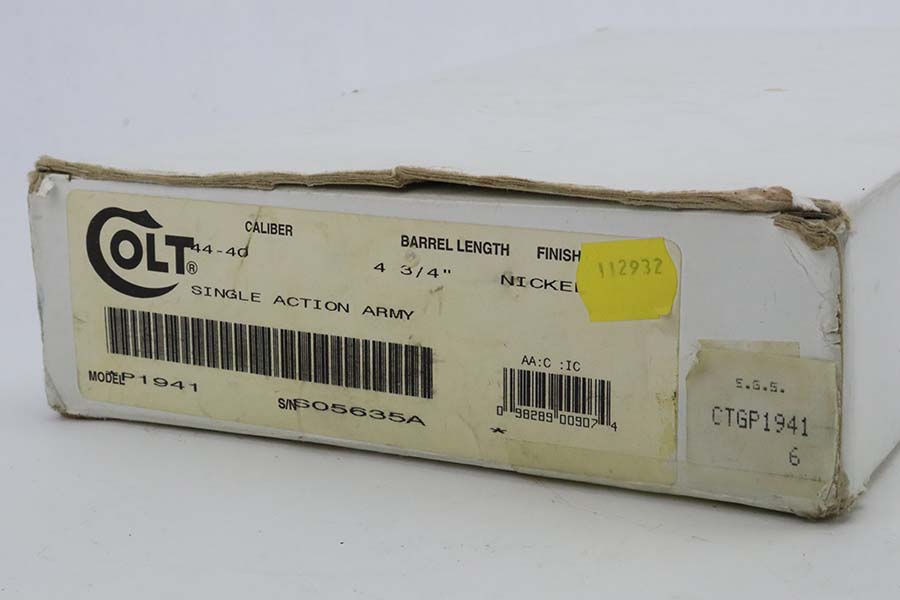 COLT®
CALIBER BARREL LENGTH FINISH
44-40 4 3/4" NICKEL
112932
SINGLE ACTION ARMY
MODEL P1941
S/N S05635A
AA:C :IC
0 98289 00907 4
*
E.G.S.
CTGP1941
6